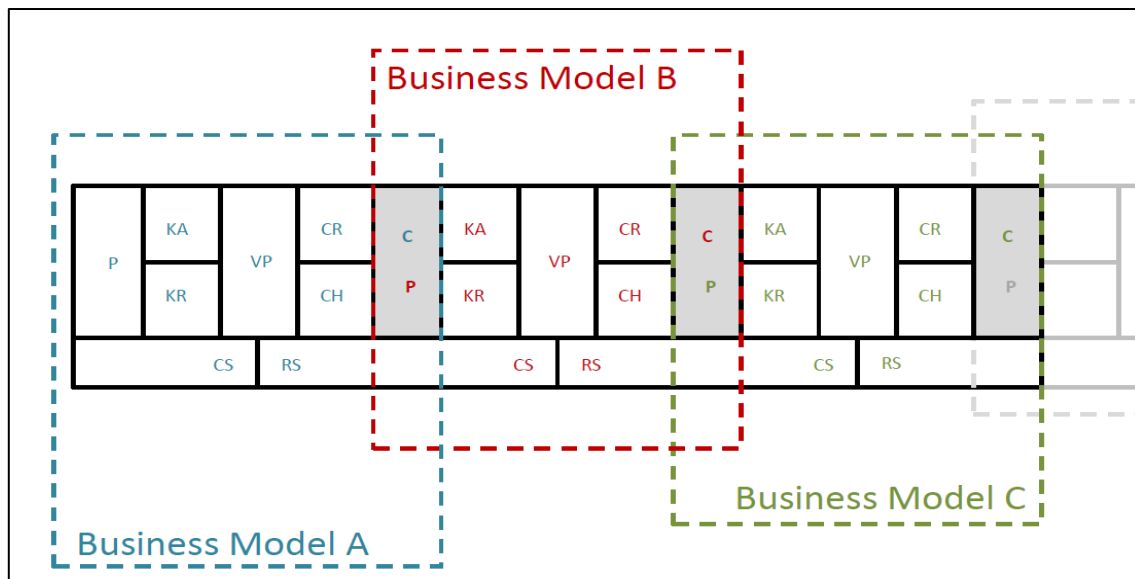 Business Model B
KA CR C KA CR C KA CR C
P VP VP VP
KR CH P KR CH P KR CH P
CS RS CS RS CS RS
Business Model C
Business Model A